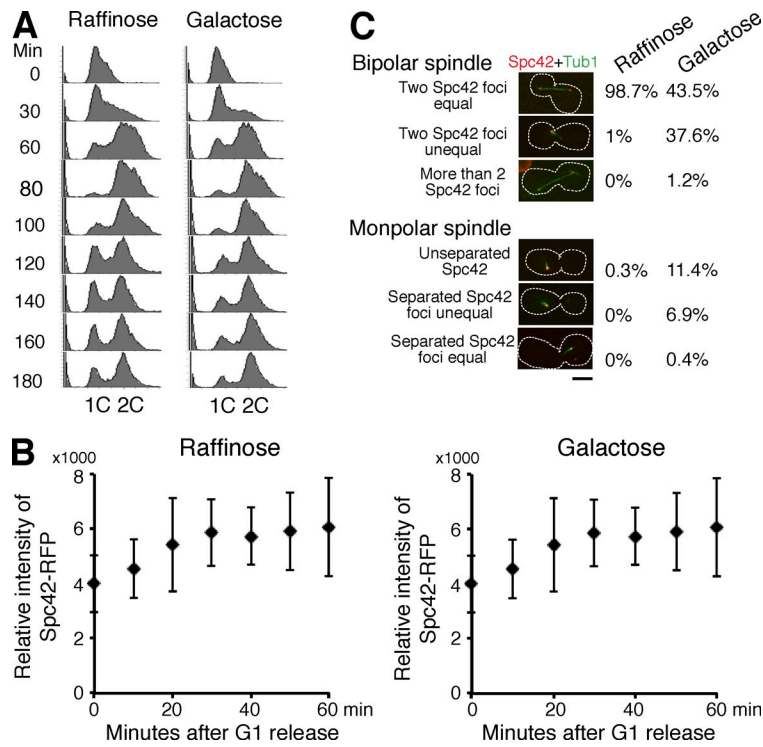 A
Raffinose Galactose
Min
0
30
60
80
100
120
140
160
180
1C 2C 1C 2C
C
Raffinose
Galactose
Bipolar spindle Spc42+Tub1
Two Spc42 foci
equal
98.7% 43.5%
Two Spc42 foci
unequal
1% 37.6%
More than 2
Spc42 foci
0% 1.2%
Monpolar spindle
Unseparated
Spc42
0.3% 11.4%
Separated Spc42
foci unequal
0% 6.9%
Separated Spc42
foci equal
0% 0.4%
B
Raffinose
x1000
Relative intensity of
Spc42-RFP
8
6
4
2
0
0 20 40 60 min
Minutes after G1 release
Galactose
x1000
Relative intensity of
Spc42-RFP
8
6
4
2
0
0 20 40 60 min
Minutes after G1 release